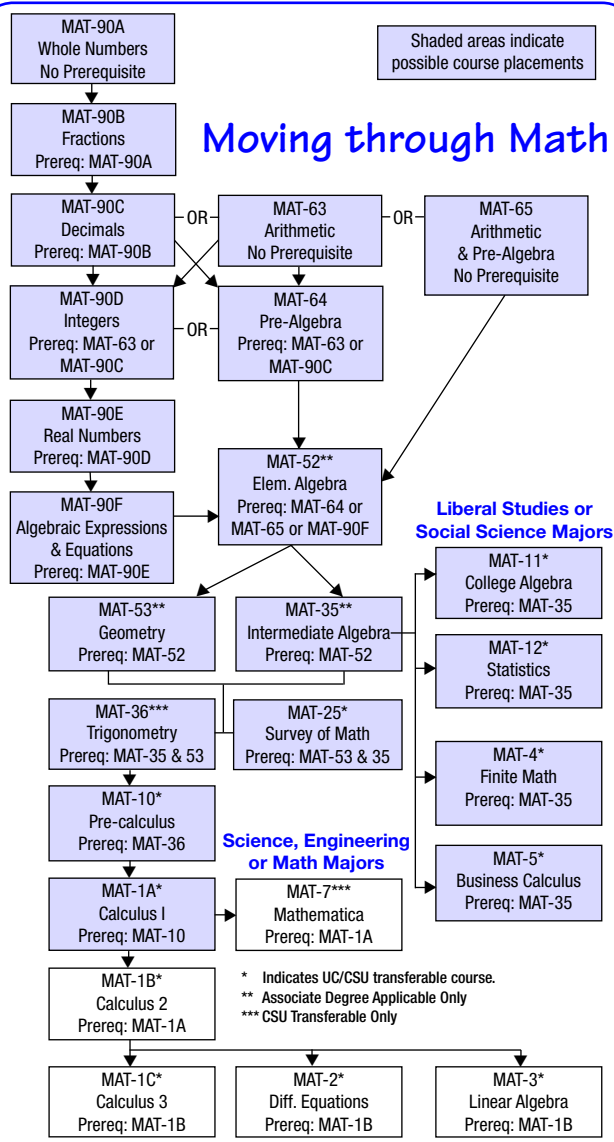 MAT-90A
Whole Numbers
No Prerequisite
Shaded areas indicate
possible course placements
Moving through Math
MAT-90B
Fractions
Prereq: MAT-90A
MAT-90C
Decimals
Prereq: MAT-90B
OR
MAT-63
Arithmetic
No Prerequisite
OR
MAT-65
Arithmetic
& Pre-Algebra
No Prerequisite
MAT-90D
Integers
Prereq: MAT-63 or
MAT-90C
OR
MAT-64
Pre-Algebra
Prereq: MAT-63 or
MAT-90C
MAT-90E
Real Numbers
Prereq: MAT-90D
MAT-52**
Elem. Algebra
Prereq: MAT-64 or
MAT-65 or MAT-90F
MAT-90F
Algebraic Expressions
& Equations
Prereq: MAT-90E
Liberal Studies or
Social Science Majors
MAT-11*
College Algebra
Prereq: MAT-35
MAT-53**
Geometry
Prereq: MAT-52
MAT-35**
Intermediate Algebra
Prereq: MAT-52
MAT-12*
Statistics
Prereq: MAT-35
MAT-36***
Trigonometry
Prereq: MAT-35 & 53
MAT-25*
Survey of Math
Prereq: MAT-53 & 35
MAT-4*
Finite Math
Prereq: MAT-35
MAT-10*
Pre-calculus
Prereq: MAT-36
Science, Engineering
or Math Majors
MAT-5*
Business Calculus
Prereq: MAT-35
MAT-1A*
Calculus I
Prereq: MAT-10
MAT-7***
Mathematica
Prereq: MAT-1A
MAT-1B*
Calculus 2
Prereq: MAT-1A
* Indicates UC/CSU transferable course.
** Associate Degree Applicable Only
*** CSU Transferable Only
MAT-1C*
Calculus 3
Prereq: MAT-1B
MAT-2*
Diff. Equations
Prereq: MAT-1B
MAT-3*
Linear Algebra
Prereq: MAT-1B